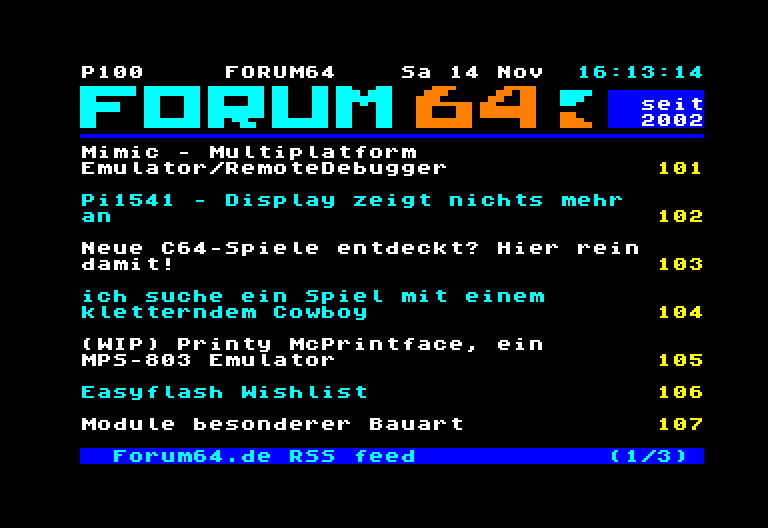 P100 FORUM64 Sa 14 Nov 16:13:14
FORUM 64 seit
2002
Mimic - Multiplatform
Emulator/RemoteDebugger 101
Pi1541 - Display zeigt nichts mehr
an 102
Neue C64-Spiele entdeckt? Hier rein
damit! 103
ich suche ein Spiel mit einem
kletterndem Cowboy 104
(WIP) Printy McPrintface, ein
MPS-803 Emulator 105
Easyflash Wishlist 106
Module besonderer Bauart 107
Forum64.de RSS feed (1/3)